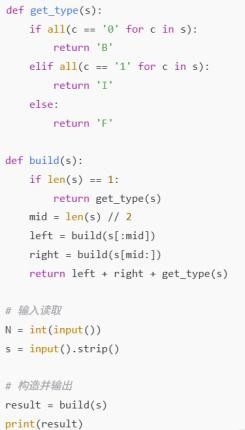 def get_type(s):
    if all(c == '0' for c in s):
        return 'B'
    elif all(c == '1' for c in s):
        return 'I'
    else:
        return 'F'

def build(s):
    if len(s) == 1:
        return get_type(s)
    mid = len(s) // 2
    left = build(s[:mid])
    right = build(s[mid:])
    return left + right + get_type(s)

# 输入读取
N = int(input())
s = input().strip()

# 构造并输出
result = build(s)
print(result)